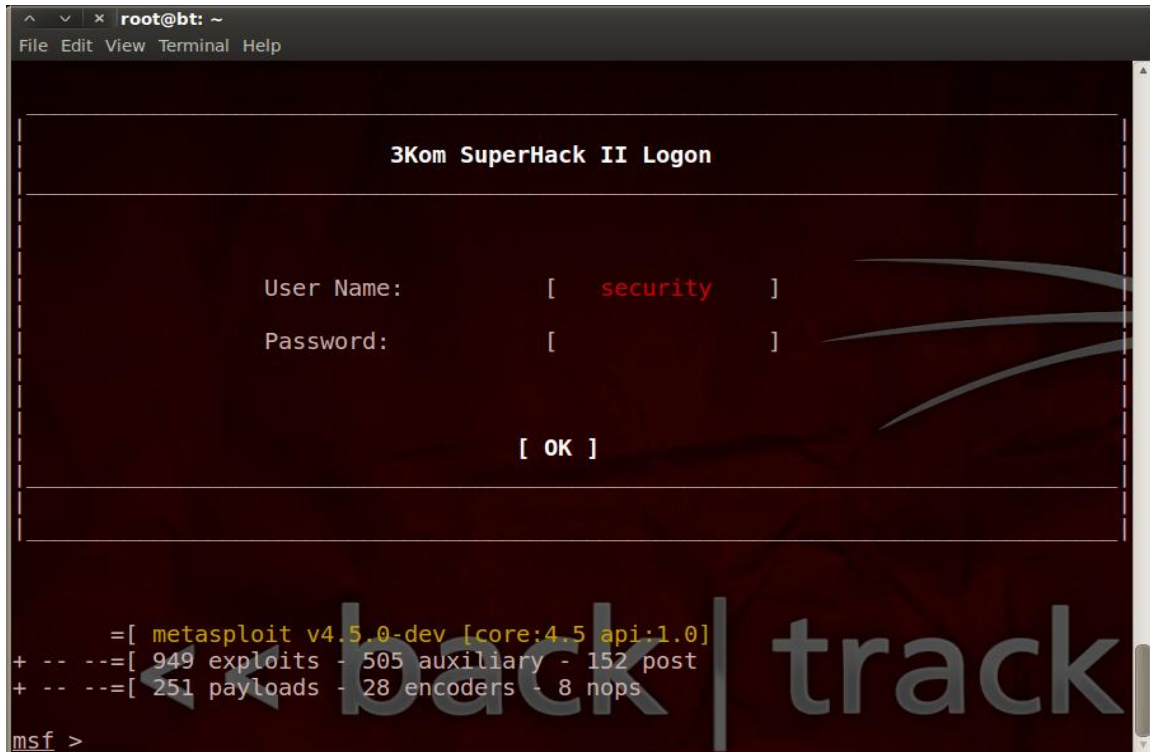 root@bt: ~
File Edit View Terminal Help
3Kom SuperHack II Logon
User Name: [ security ]
Password: [ ]
[ OK ]
=[ metasploit v4.5.0-dev [core:4.5 api:1.0]
+ -- --=[ 949 exploits - 505 auxiliary - 152 post
+ -- --=[ 251 payloads - 28 encoders - 8 nops
<< back | track
msf >